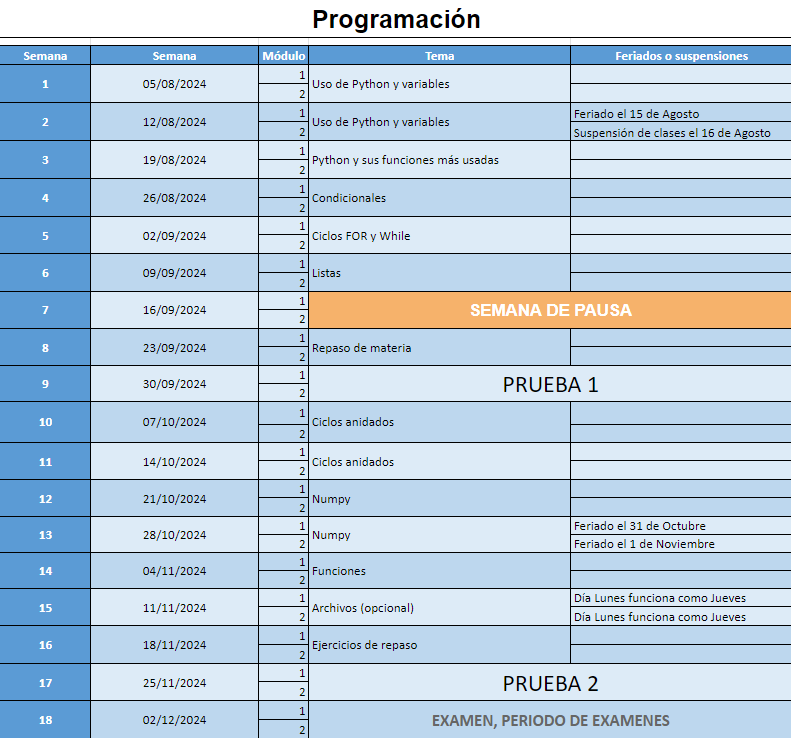 Programación
Semana Semana Módulo Tema Feriados o suspensiones
1 05/08/2024 1 Uso de Python y variables
2
2 12/08/2024 1 Uso de Python y variables Feriado el 15 de Agosto
2 Suspensión de clases el 16 de Agosto
3 19/08/2024 1 Python y sus funciones más usadas
2
4 26/08/2024 1 Condicionales
2
5 02/09/2024 1 Ciclos FOR y While
2
6 09/09/2024 1 Listas
2
7 16/09/2024 1 SEMANA DE PAUSA
2
8 23/09/2024 1 Repaso de materia
2
9 30/09/2024 1 PRUEBA 1
2
10 07/10/2024 1 Ciclos anidados
2
11 14/10/2024 1 Ciclos anidados
2
12 21/10/2024 1 Numpy
2
13 28/10/2024 1 Numpy Feriado el 31 de Octubre
2 Feriado el 1 de Noviembre
14 04/11/2024 1 Funciones
2
15 11/11/2024 1 Archivos (opcional) Día Lunes funciona como Jueves
2 Día Lunes funciona como Jueves
16 18/11/2024 1 Ejercicios de repaso
2
17 25/11/2024 1 PRUEBA 2
2
18 02/12/2024 1 EXAMEN, PERIODO DE EXAMENES
2